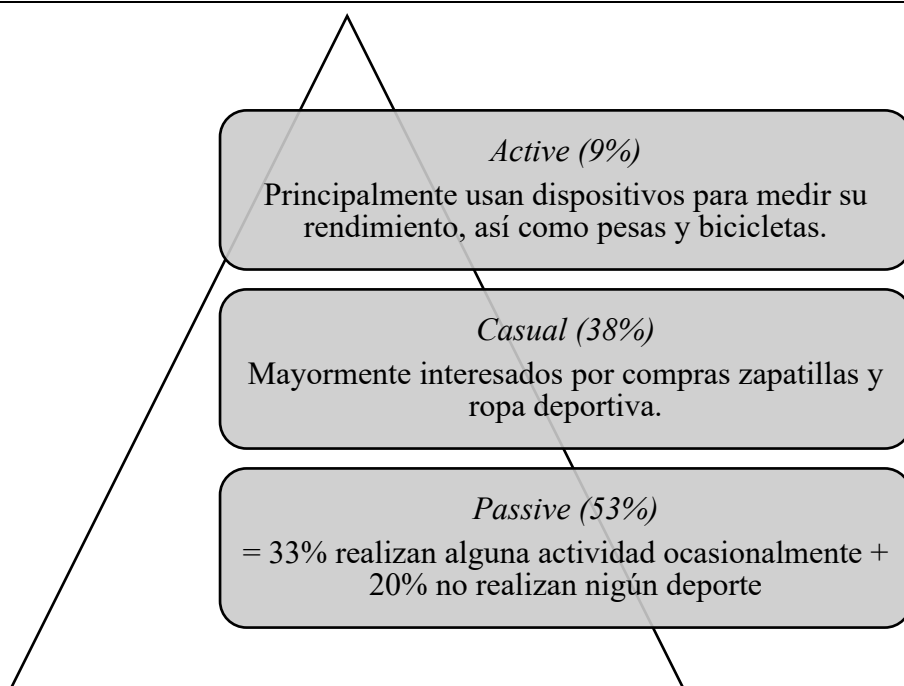 Active (9%)
Principalmente usan dispositivos para medir su
rendimiento, así como pesas y bicicletas.
Casual (38%)
Mayormente interesados por compras zapatillas y
ropa deportiva.
Passive (53%)
= 33% realizan alguna actividad ocasionalmente +
20% no realizan nigún deporte